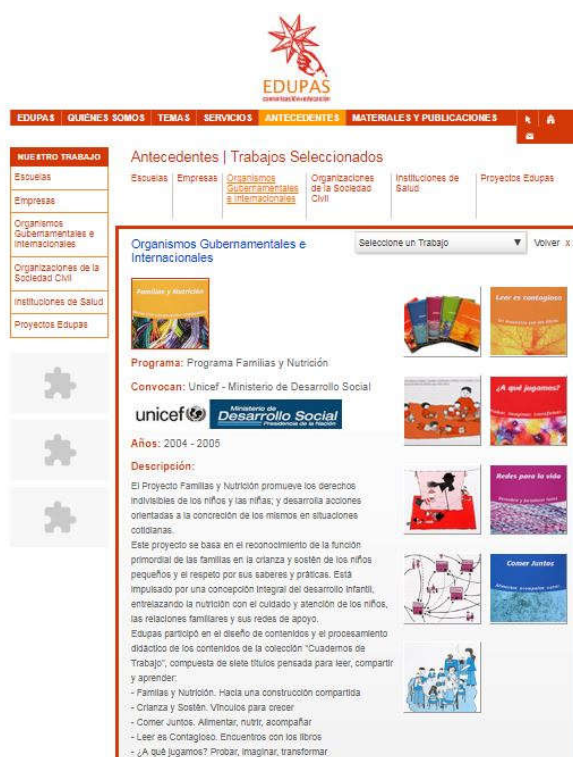 EDUPAS
comunicación+educación
EDUPAS QUIÉNES SOMOS TEMAS SERVICIOS ANTECEDENTES MATERIALES Y PUBLICACIONES
NUESTRO TRABAJO
Escuelas
Empresas
Organismos
Gubernamentales e
Internacionales
Organizaciones de la
Sociedad Civil
Instituciones de Salud
Proyectos Edupas
Antecedentes | Trabajos Seleccionados
Escuelas
Empresas
Organismos
Gubernamentales
e Internacionales
Organizaciones
de la Sociedad
Civil
Instituciones de
Salud
Proyectos Edupas
Organismos Gubernamentales e
Internacionales
Seleccione un Trabajo
Volver x
Familias y Nutrición
Programa: Programa Familias y Nutrición
Convocan: Unicef - Ministerio de Desarrollo Social
unicef
Ministerio de
Desarrollo Social
Presidencia de la Nación
Años: 2004 - 2005
Descripción:
El Proyecto Familias y Nutrición promueve los derechos
indivisibles de los niños y las niñas; y desarrolla acciones
orientadas a la concreción de los mismos en situaciones
cotidianas.
Este proyecto se basa en el reconocimiento de la función
primordial de las familias en la crianza y sostén de los niños
pequeños y el respeto por sus saberes y prácticas. Está
impulsado por una concepción integral del desarrollo infantil,
entrelazando la nutrición con el cuidado y atención de los niños,
las relaciones familiares y sus redes de apoyo.
Edupas participó en el diseño de contenidos y el procesamiento
didáctico de los contenidos de la colección "Cuadernos de
Trabajo", compuesta de siete títulos pensada para leer, compartir
y aprender:
- Familias y Nutrición. Hacia una construcción compartida
- Crianza y Sostén. Vínculos para crecer
- Comer Juntos. Alimentar, nutrir, acompañar
- Leer es Contagioso. Encuentros con los libros
- ¿A qué jugamos? Probar, imaginar, transformar
Leer es contagioso
¿A qué jugamos?
Probar, imaginar, transformar...
Redes para la vida
Comer Juntos
Alimentar, acompañar, nutrir